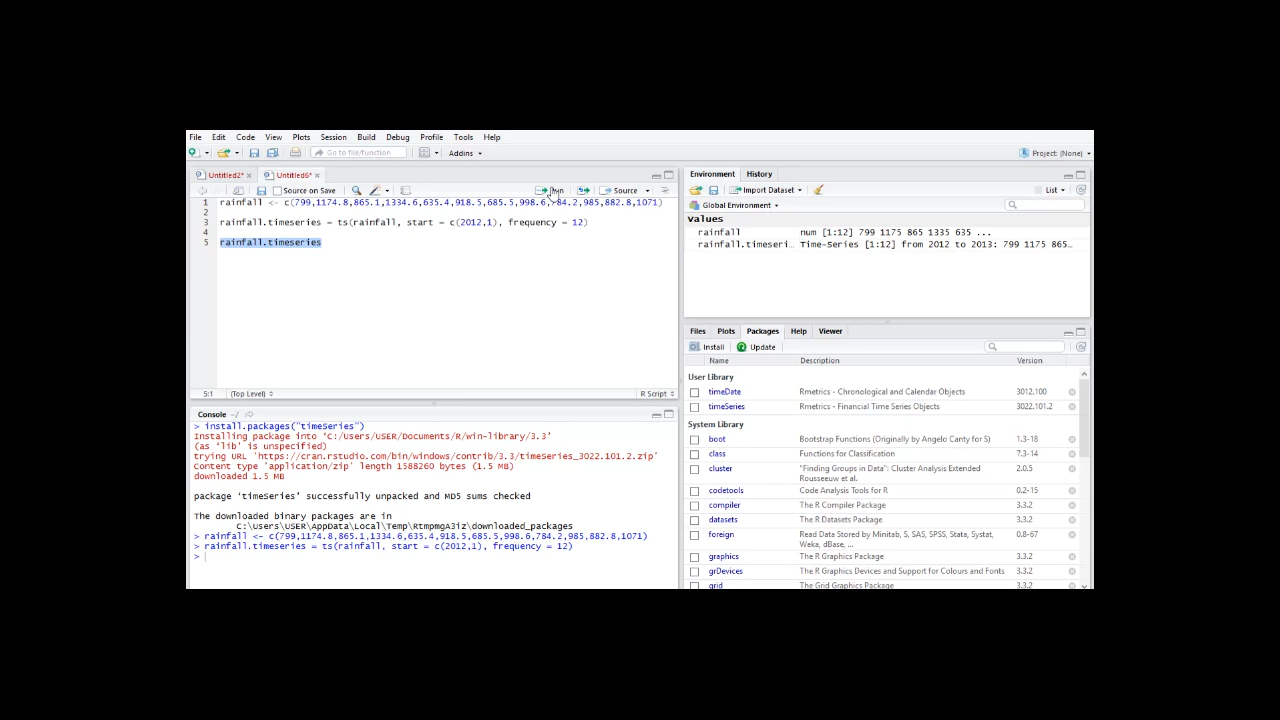 File Edit Code View Plots Session Build Debug Profile Tools Help
Go to file/function Addins Project: (None)
Untitled2* Untitled6*
Source on Save Run Source
1 rainfall <- c(799,1174.8,865.1,1334.6,635.4,918.5,685.5,998.6,784.2,985,882.8,1071)
2
3 rainfall.timeseries = ts(rainfall, start = c(2012,1), frequency = 12)
4
5 rainfall.timeseries
5:1 (Top Level) R Script
Console ~/
> install.packages("timeSeries")
Installing package into ‘C:/Users/USER/Documents/R/win-library/3.3’
(as ‘lib’ is unspecified)
trying URL 'https://cran.rstudio.com/bin/windows/contrib/3.3/timeSeries_3022.101.2.zip'
Content type 'application/zip' length 1588260 bytes (1.5 MB)
downloaded 1.5 MB
package ‘timeSeries’ successfully unpacked and MD5 sums checked
The downloaded binary packages are in
C:\Users\USER\AppData\Local\Temp\RtmpmgA3iz\downloaded_packages
> rainfall <- c(799,1174.8,865.1,1334.6,635.4,918.5,685.5,998.6,784.2,985,882.8,1071)
> rainfall.timeseries = ts(rainfall, start = c(2012,1), frequency = 12)
>
Environment History
Import Dataset List
Global Environment
values
rainfall num [1:12] 799 1175 865 1335 635 ...
rainfall.timeseri… Time-Series [1:12] from 2012 to 2013: 799 1175 865…
Files Plots Packages Help Viewer
Install Update
Name Description Version
User Library
timeDate Rmetrics - Chronological and Calendar Objects 3012.100
timeSeries Rmetrics - Financial Time Series Objects 3022.101.2
System Library
boot Bootstrap Functions (Originally by Angelo Canty for S) 1.3-18
class Functions for Classification 7.3-14
cluster "Finding Groups in Data": Cluster Analysis Extended 2.0.5
Rousseeuw et al.
codetools Code Analysis Tools for R 0.2-15
compiler The R Compiler Package 3.3.2
datasets The R Datasets Package 3.3.2
foreign Read Data Stored by Minitab, S, SAS, SPSS, Stata, Systat, 0.8-67
Weka, dBase, ...
graphics The R Graphics Package 3.3.2
grDevices The R Graphics Devices and Support for Colours and Fonts 3.3.2
grid The Grid Graphics Package 3.3.2